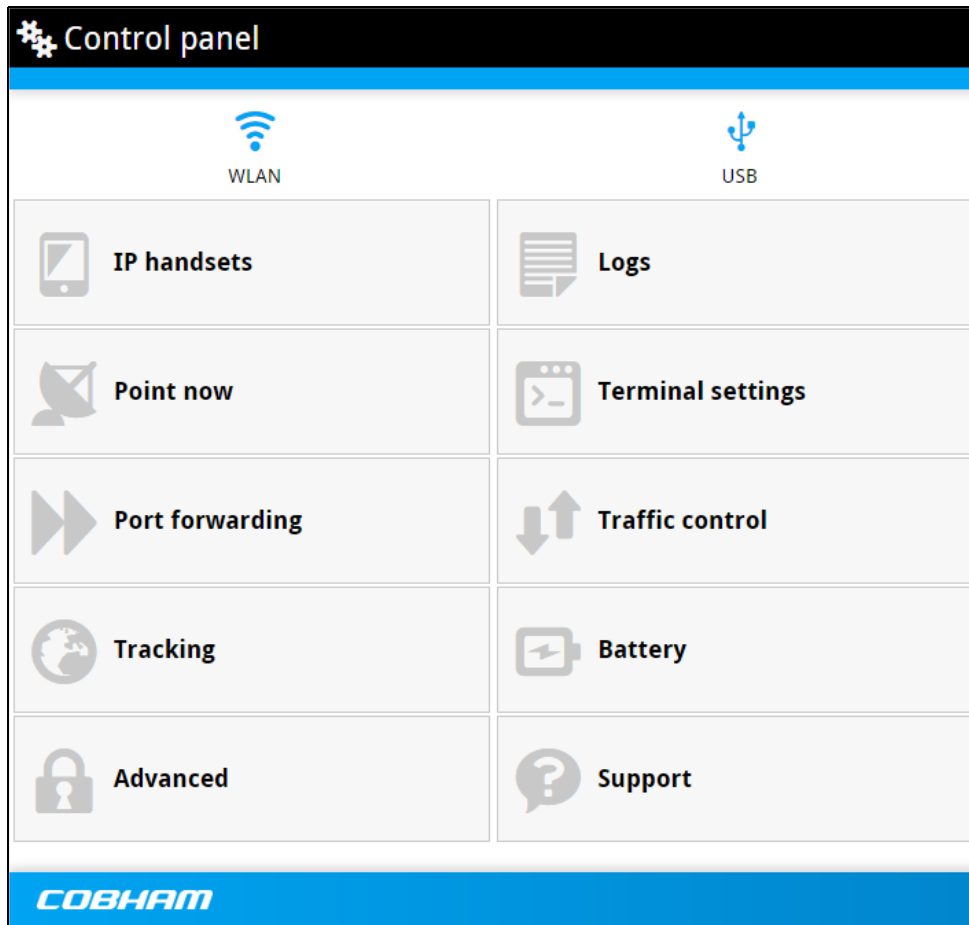 Control panel
WLAN
USB
IP handsets
Logs
Point now
Terminal settings
Port forwarding
Traffic control
Tracking
Battery
Advanced
Support
COBHAM